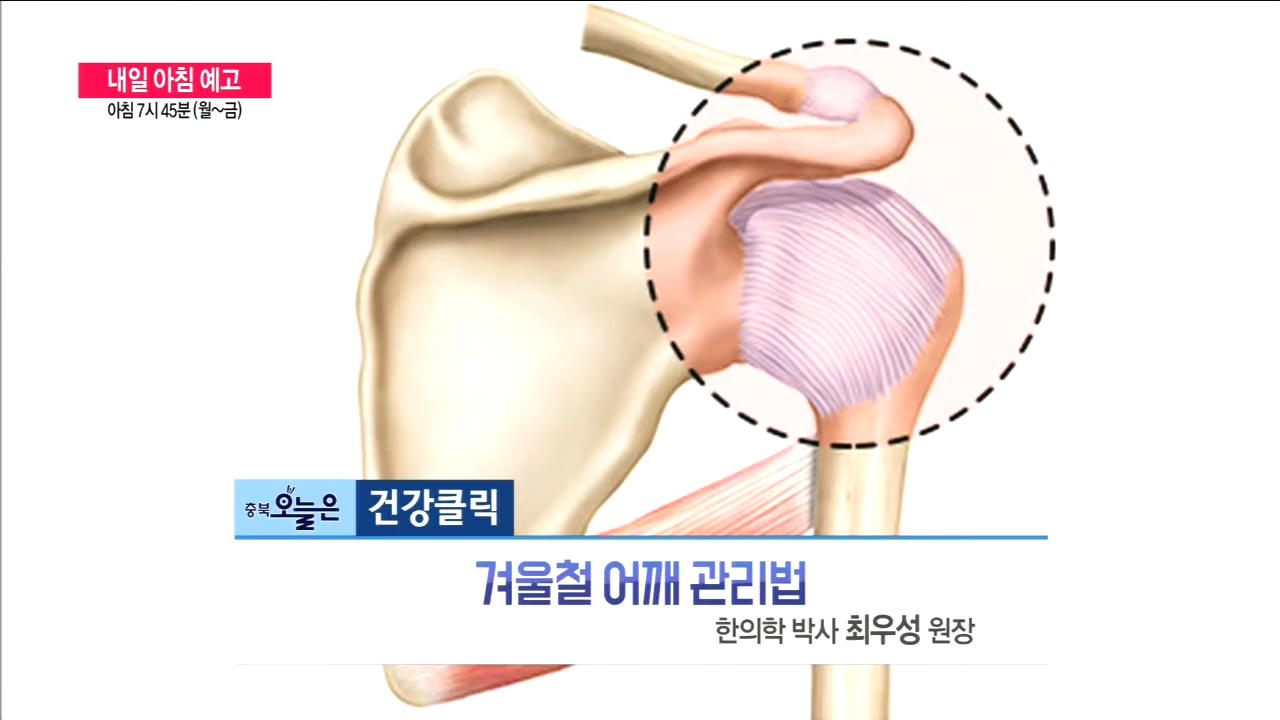 내일 아침 예고
아침 7시 45분 (월~금)
충북 오늘은 건강클릭
겨울철 어깨 관리법
한의학 박사 최우성 원장